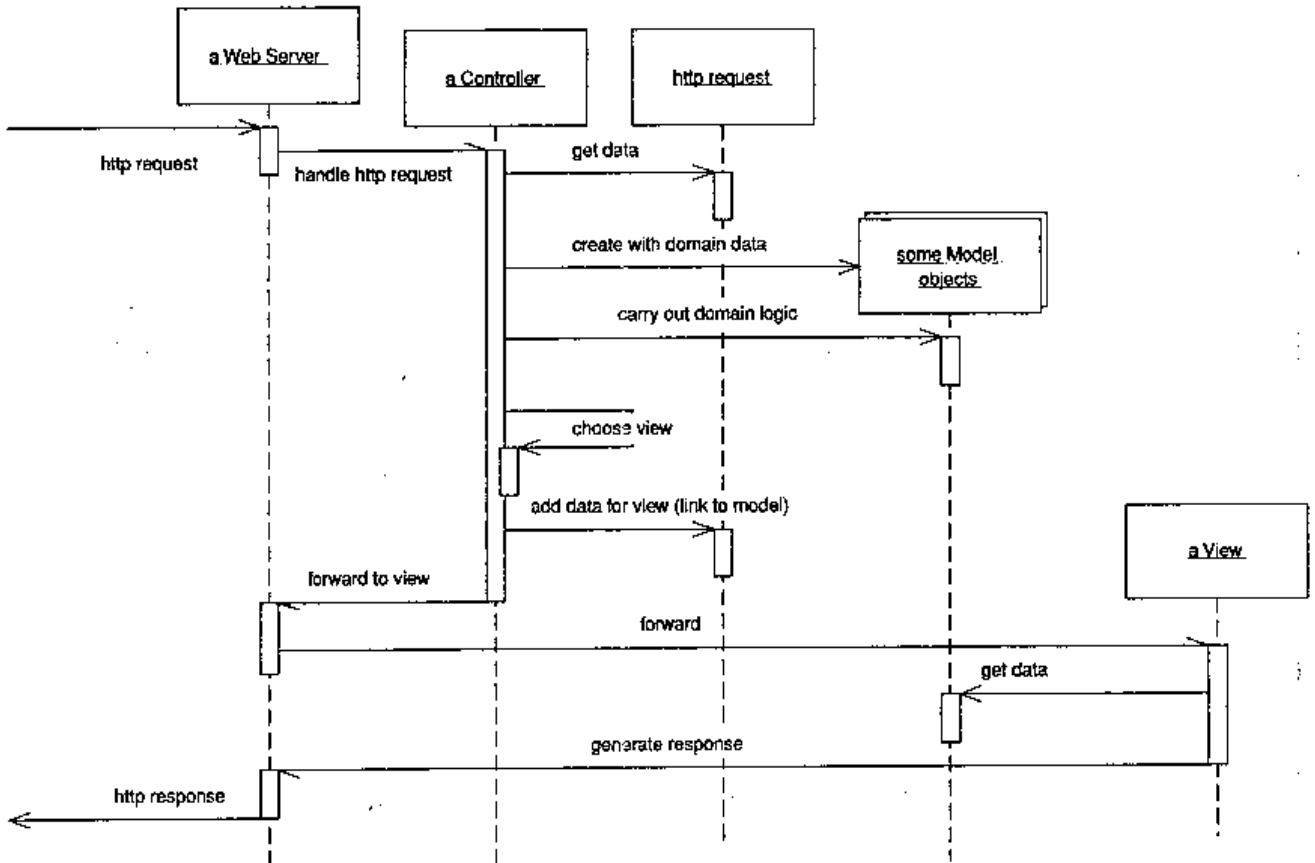 a Web Server
a Controller
http request
http request
handle http request
get data
create with domain data
some Model
objects
carry out domain logic
choose view
add data for view (link to model)
a View
forward to view
forward
get data
generate response
http response